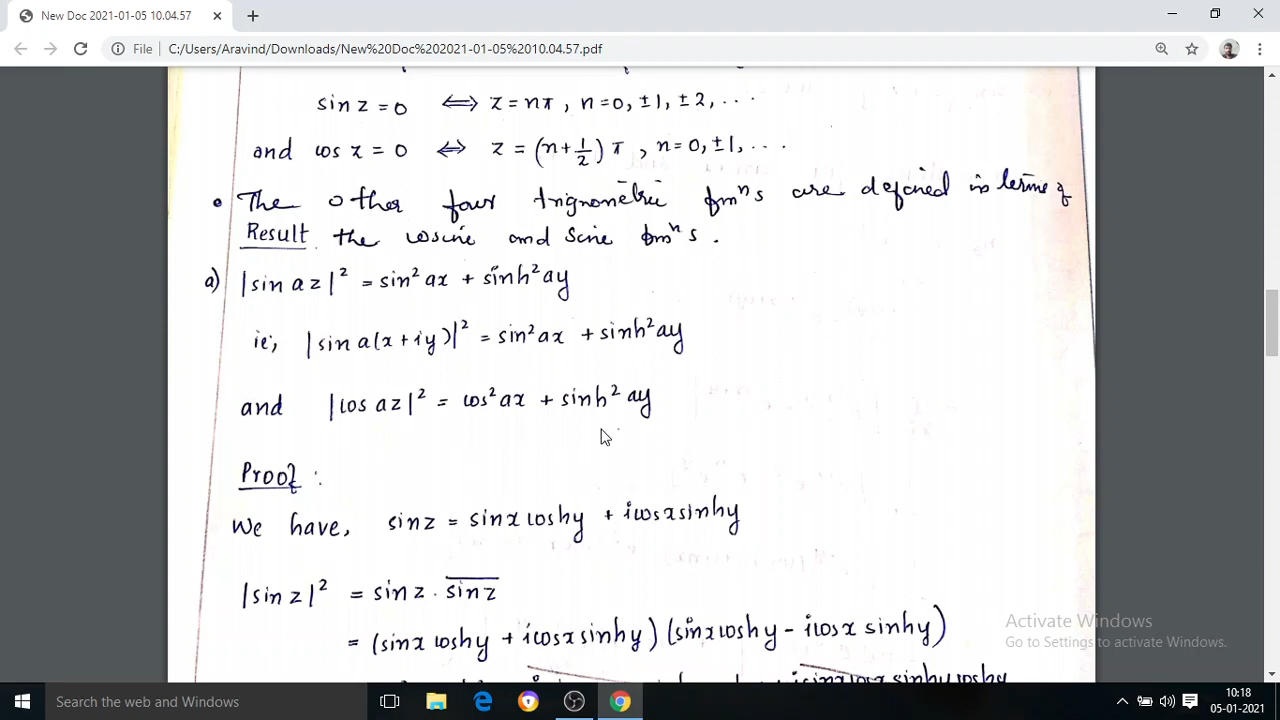 New Doc 2021-01-05 10.04.57
File C:/Users/Aravind/Downloads/New%20Doc%202021-01-05%2010.04.57.pdf
sin z = 0 ⟺ z = nπ, n = 0, ±1, ±2, ...
and cos z = 0 ⟺ z = (n + 1/2) π, n = 0, ±1, ...
• The other four trignometric fmⁿs are defined in terms of
Result the cosine and sine fmⁿs.
a) |sin az|² = sin² ax + sinh² ay
ie; |sin a(x + iy)|² = sin² ax + sinh² ay
and |cos az|² = cos² ax + sinh² ay
Proof :
We have, sin z = sin x cosh y + i cos x sinh y
|sin z|² = sin z . \overline{sin z}
= (sin x cosh y + i cos x sinh y) (sin x cosh y - i cos x sinh y)
Activate Windows
Go to Settings to activate Windows.
Search the web and Windows
10:18
05-01-2021